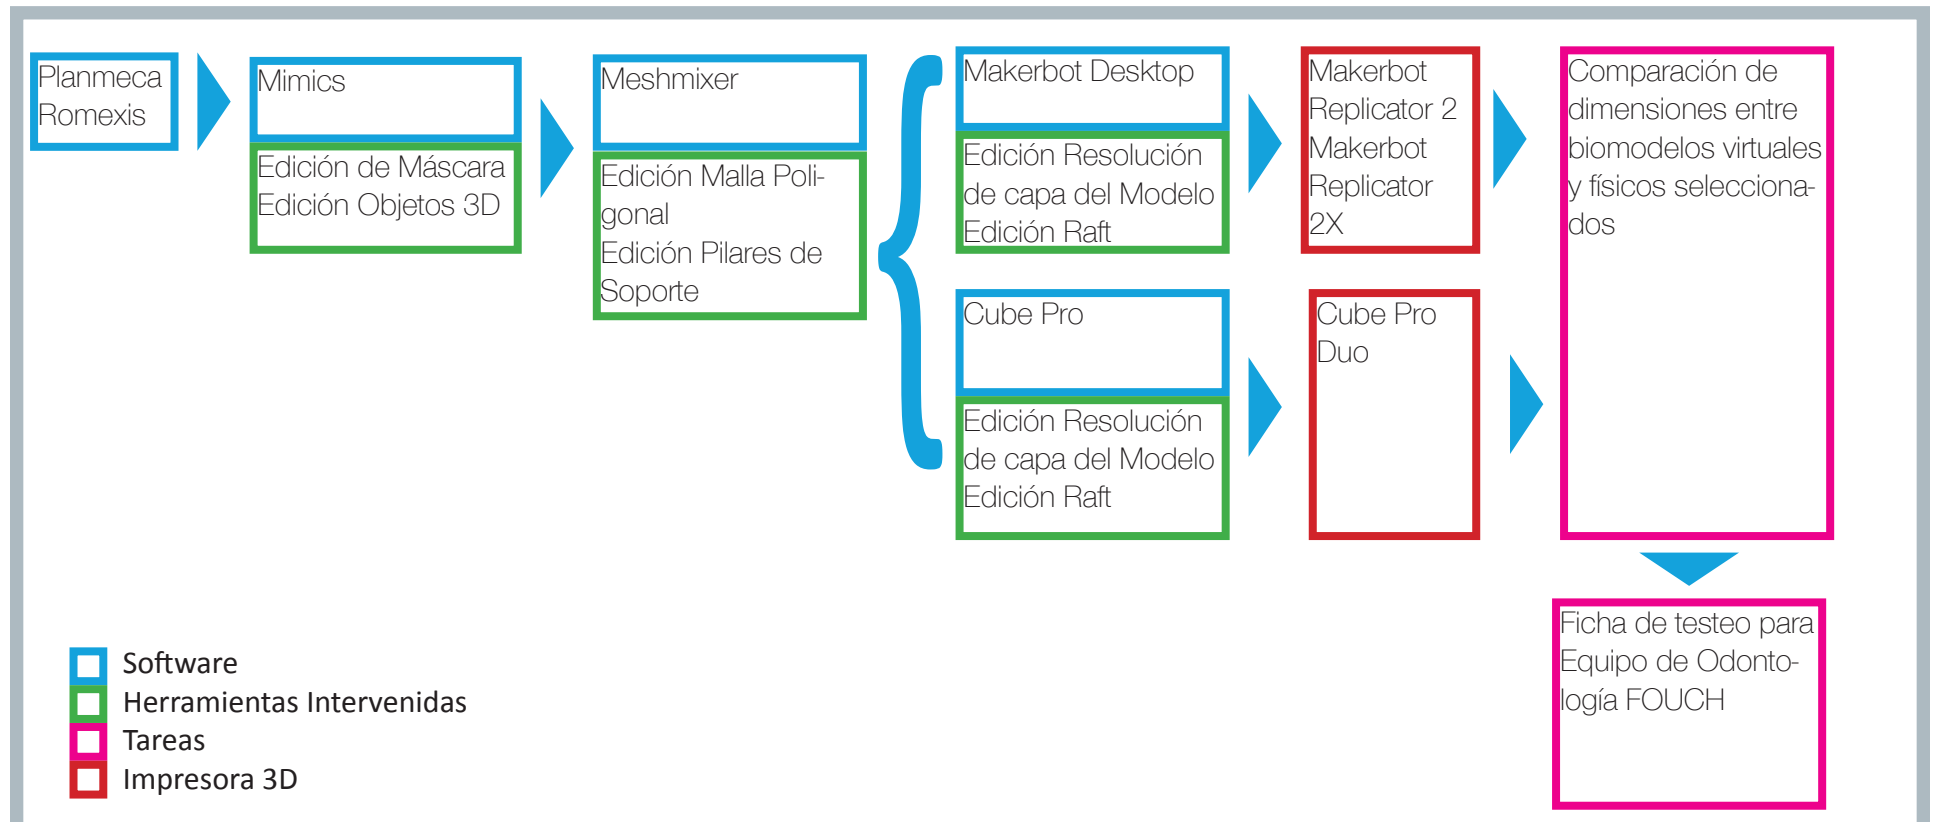 Planmeca
Romexis
Mimics
Edición de Máscara
Edición Objetos 3D
Meshmixer
Edición Malla Poli-
gonal
Edición Pilares de
Soporte
Makerbot Desktop
Edición Resolución
de capa del Modelo
Edición Raft
Makerbot
Replicator 2
Makerbot
Replicator
2X
Cube Pro
Edición Resolución
de capa del Modelo
Edición Raft
Cube Pro
Duo
Comparación de
dimensiones entre
biomodelos virtuales
y físicos selecciona-
dos
Ficha de testeo para
Equipo de Odonto-
logía FOUCH
Software
Herramientas Intervenidas
Tareas
Impresora 3D